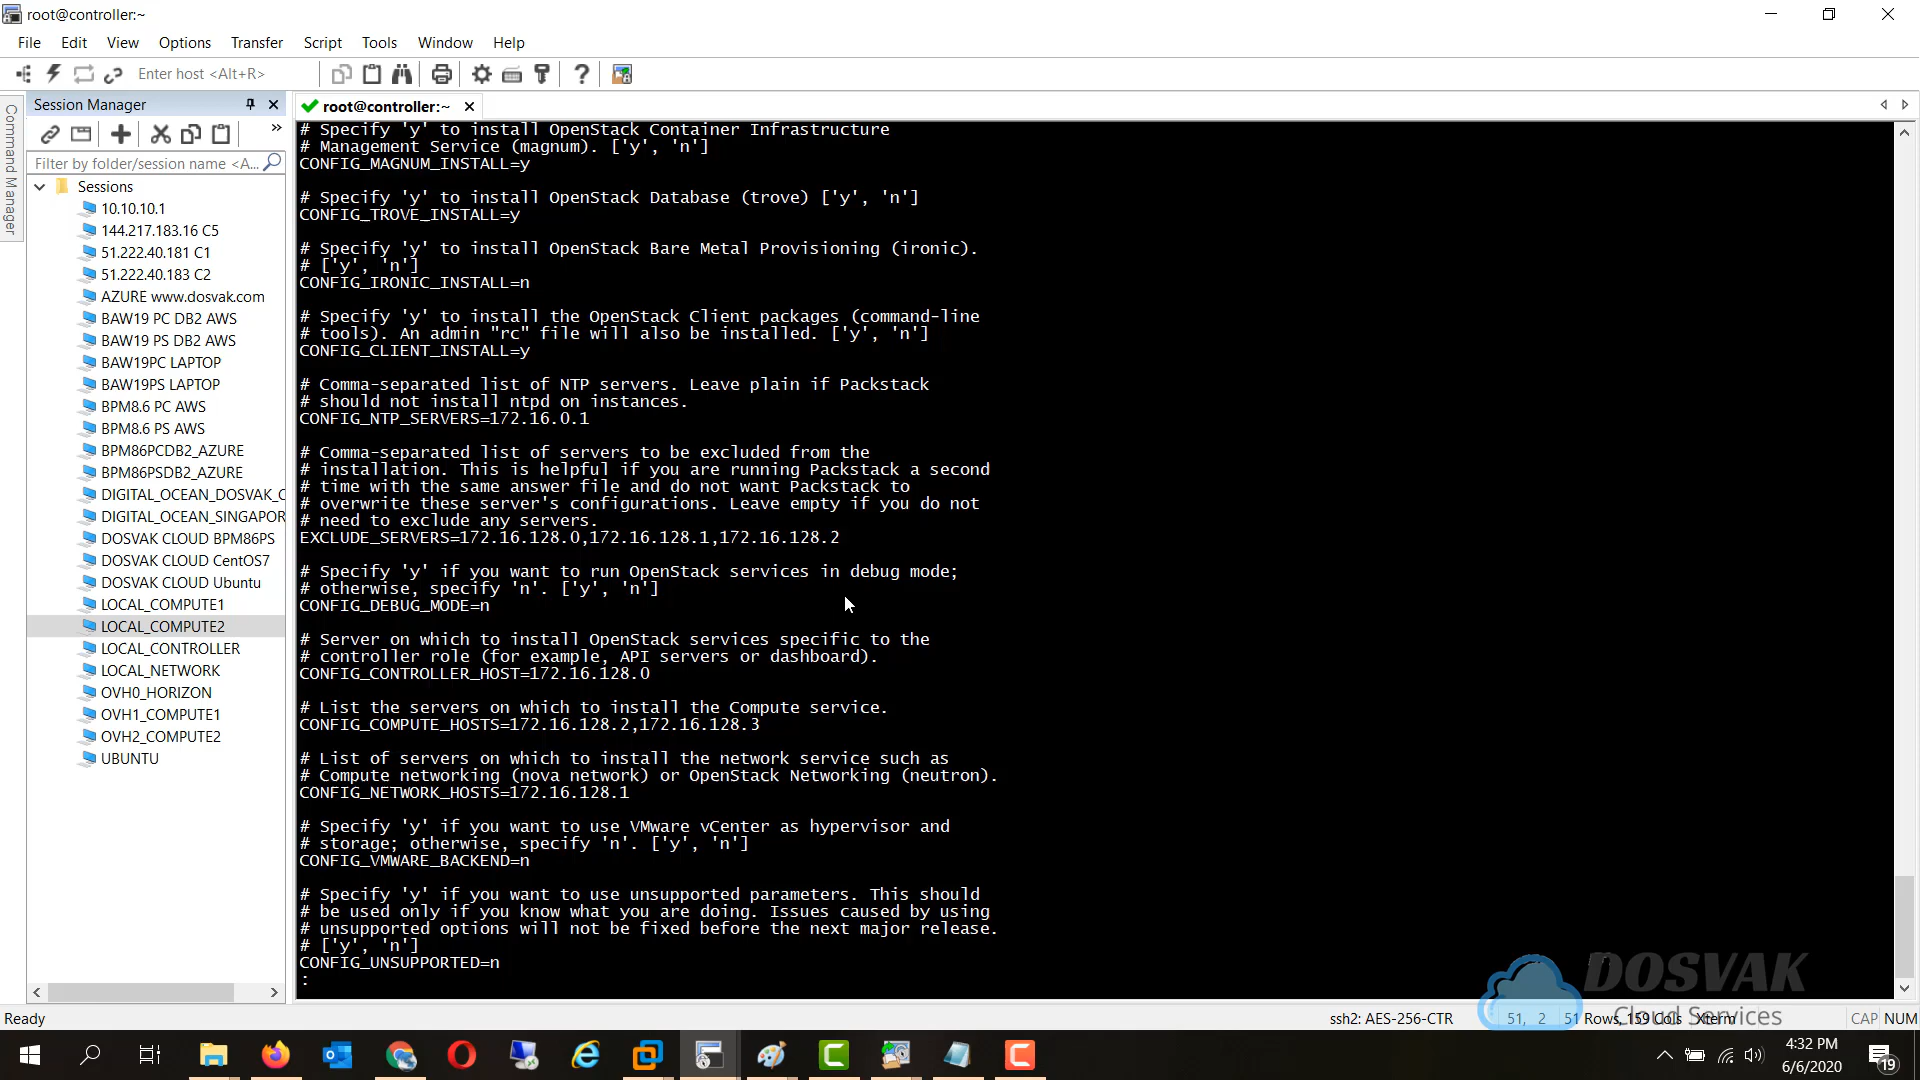 root@controller:~
File Edit View Options Transfer Script Tools Window Help
Enter host <Alt+R>
Command Manager
Session Manager
Filter by folder/session name <A...
Sessions
10.10.10.1
144.217.183.16 C5
51.222.40.181 C1
51.222.40.183 C2
AZURE www.dosvak.com
BAW19 PC DB2 AWS
BAW19 PS DB2 AWS
BAW19PC LAPTOP
BAW19PS LAPTOP
BPM8.6 PC AWS
BPM8.6 PS AWS
BPM86PCDB2_AZURE
BPM86PSDB2_AZURE
DIGITAL_OCEAN_DOSVAK_C
DIGITAL_OCEAN_SINGAPOR
DOSVAK CLOUD BPM86PS
DOSVAK CLOUD CentOS7
DOSVAK CLOUD Ubuntu
LOCAL_COMPUTE1
LOCAL_COMPUTE2
LOCAL_CONTROLLER
LOCAL_NETWORK
OVH0_HORIZON
OVH1_COMPUTE1
OVH2_COMPUTE2
UBUNTU
root@controller:~
# Specify 'y' to install OpenStack Container Infrastructure
# Management Service (magnum). ['y', 'n']
CONFIG_MAGNUM_INSTALL=y
# Specify 'y' to install OpenStack Database (trove) ['y', 'n']
CONFIG_TROVE_INSTALL=y
# Specify 'y' to install OpenStack Bare Metal Provisioning (ironic).
# ['y', 'n']
CONFIG_IRONIC_INSTALL=n
# Specify 'y' to install the OpenStack Client packages (command-line
# tools). An admin "rc" file will also be installed. ['y', 'n']
CONFIG_CLIENT_INSTALL=y
# Comma-separated list of NTP servers. Leave plain if Packstack
# should not install ntpd on instances.
CONFIG_NTP_SERVERS=172.16.0.1
# Comma-separated list of servers to be excluded from the
# installation. This is helpful if you are running Packstack a second
# time with the same answer file and do not want Packstack to
# overwrite these server's configurations. Leave empty if you do not
# need to exclude any servers.
EXCLUDE_SERVERS=172.16.128.0,172.16.128.1,172.16.128.2
# Specify 'y' if you want to run OpenStack services in debug mode;
# otherwise, specify 'n'. ['y', 'n']
CONFIG_DEBUG_MODE=n
# Server on which to install OpenStack services specific to the
# controller role (for example, API servers or dashboard).
CONFIG_CONTROLLER_HOST=172.16.128.0
# List the servers on which to install the Compute service.
CONFIG_COMPUTE_HOSTS=172.16.128.2,172.16.128.3
# List of servers on which to install the network service such as
# Compute networking (nova network) or OpenStack Networking (neutron).
CONFIG_NETWORK_HOSTS=172.16.128.1
# Specify 'y' if you want to use VMware vCenter as hypervisor and
# storage; otherwise, specify 'n'. ['y', 'n']
CONFIG_VMWARE_BACKEND=n
# Specify 'y' if you want to use unsupported parameters. This should
# be used only if you know what you are doing. Issues caused by using
# unsupported options will not be fixed before the next major release.
# ['y', 'n']
CONFIG_UNSUPPORTED=n
:
DOSVAK
Cloud Services
Ready
ssh2: AES-256-CTR 51, 2 51 Rows, 159 Cols Xterm CAP NUM
4:32 PM
6/6/2020
19